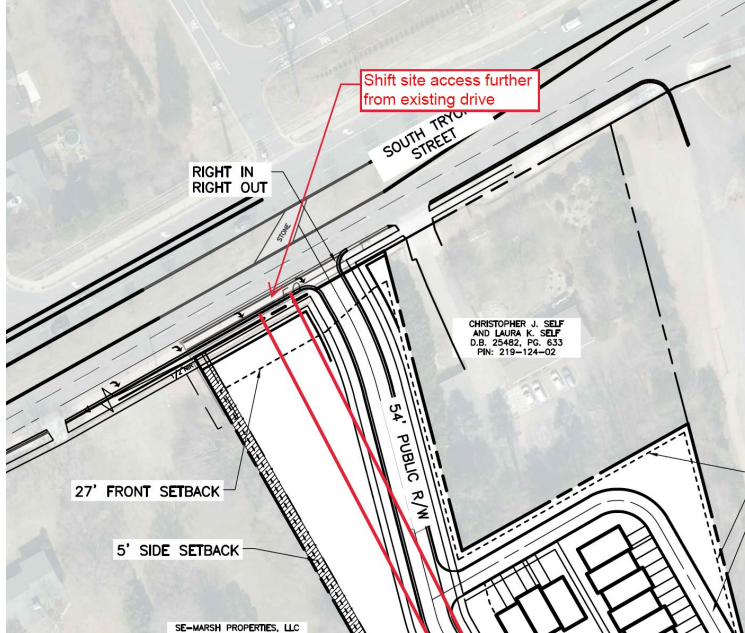 Shift site access further
from existing drive
SOUTH TRYON
STREET
RIGHT IN
RIGHT OUT
STONE
CHRISTOPHER J. SELF
AND LAURA K. SELF
D.B. 25482, PG. 633
PIN: 219-124-02
54' PUBLIC R/W
27' FRONT SETBACK
5' SIDE SETBACK
SE-MARSH PROPERTIES, LLC